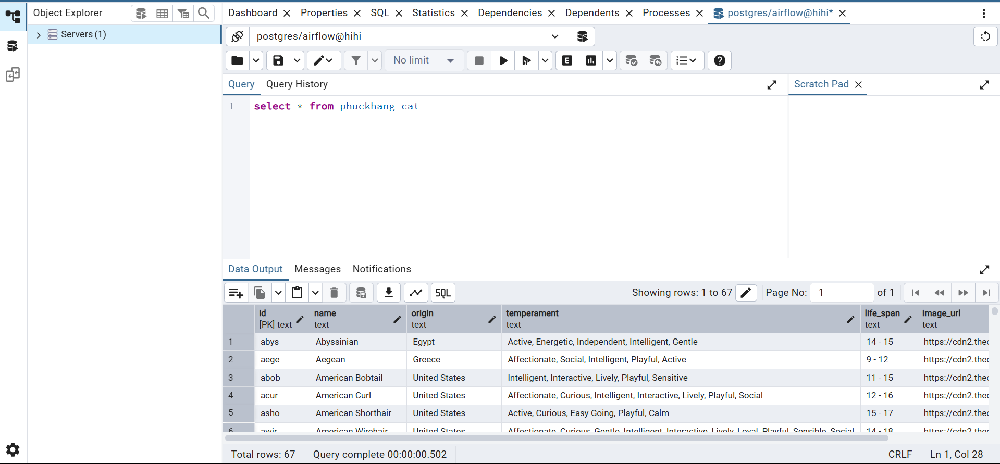 Object Explorer
Servers (1)
Dashboard Properties SQL Statistics Dependencies Dependents Processes postgres/airflow@hihi*
postgres/airflow@hihi
No limit
E
Query Query History
Scratch Pad
1 select * from phuckhang_cat
Data Output Messages Notifications
SQL Showing rows: 1 to 67 Page No: 1 of 1
id name origin temperament life_span image_url
[PK] text text text text text text
1 abys Abyssinian Egypt Active, Energetic, Independent, Intelligent, Gentle 14 - 15 https://cdn2.thec
2 aege Aegean Greece Affectionate, Social, Intelligent, Playful, Active 9 - 12 https://cdn2.thec
3 abob American Bobtail United States Intelligent, Interactive, Lively, Playful, Sensitive 11 - 15 https://cdn2.thec
4 acur American Curl United States Affectionate, Curious, Intelligent, Interactive, Lively, Playful, Social 12 - 16 https://cdn2.thec
5 asho American Shorthair United States Active, Curious, Easy Going, Playful, Calm 15 - 17 https://cdn2.thec
6 awir American Wirehair United States Affectionate, Curious, Gentle, Intelligent, Interactive, Lively, Loyal, Playful, Sensible, Social 14 - 18 https://cdn2.thec
Total rows: 67 Query complete 00:00:00.502 CRLF Ln 1, Col 28